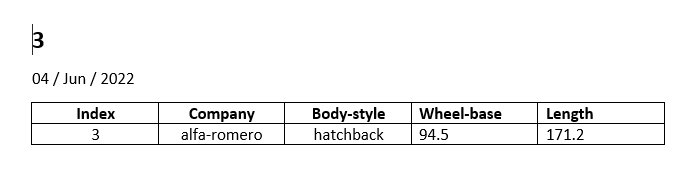 3
04 / Jun / 2022
Index Company Body-style Wheel-base Length
3 alfa-romero hatchback 94.5 171.2